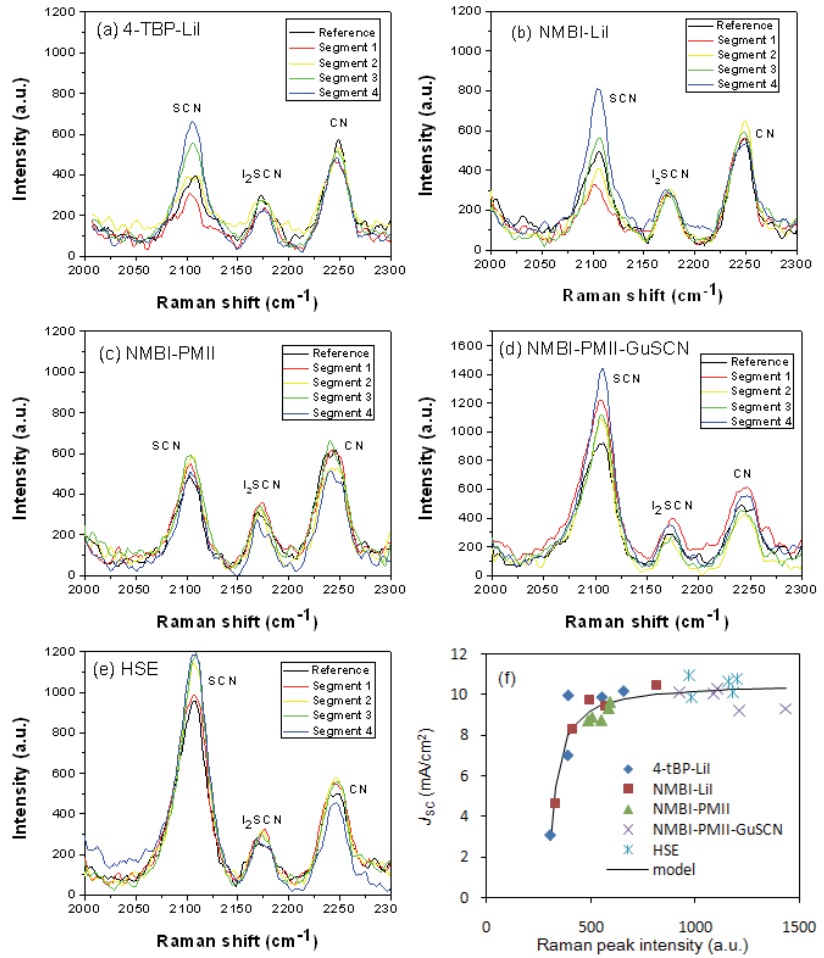 (a) 4-TBP-LiI
Reference
Segment 1
Segment 2
Segment 3
Segment 4
SCN
I2SCN
CN
1200
1000
800
600
400
200
0
2000 2050 2100 2150 2200 2250 2300
Intensity (a.u.)
Raman shift (cm-1)
(b) NMBI-LiI
Reference
Segment 1
Segment 2
Segment 3
Segment 4
SCN
I2SCN
CN
1200
1000
800
600
400
200
0
2000 2050 2100 2150 2200 2250 2300
Intensity (a.u.)
Raman shift (cm-1)
(c) NMBI-PMII
Reference
Segment 1
Segment 2
Segment 3
Segment 4
SCN
I2SCN
CN
1200
1000
800
600
400
200
0
2000 2050 2100 2150 2200 2250 2300
Intensity (a.u.)
Raman shift (cm-1)
(d) NMBI-PMII-GuSCN
Reference
Segment 1
Segment 2
Segment 3
Segment 4
SCN
I2SCN
CN
1600
1400
1200
1000
800
600
400
200
0
2000 2050 2100 2150 2200 2250 2300
Intensity (a.u.)
Raman shift (cm-1)
(e) HSE
Reference
Segment 1
Segment 2
Segment 3
Segment 4
SCN
I2SCN
CN
1200
1000
800
600
400
200
0
2000 2050 2100 2150 2200 2250 2300
Intensity (a.u.)
Raman shift (cm-1)
(f)
12
10
8
6
4
2
0
JSC (mA/cm2)
4-tBP-LiI
NMBI-LiI
NMBI-PMII
NMBI-PMII-GuSCN
HSE
model
0 500 1000 1500
Raman peak intensity (a.u.)